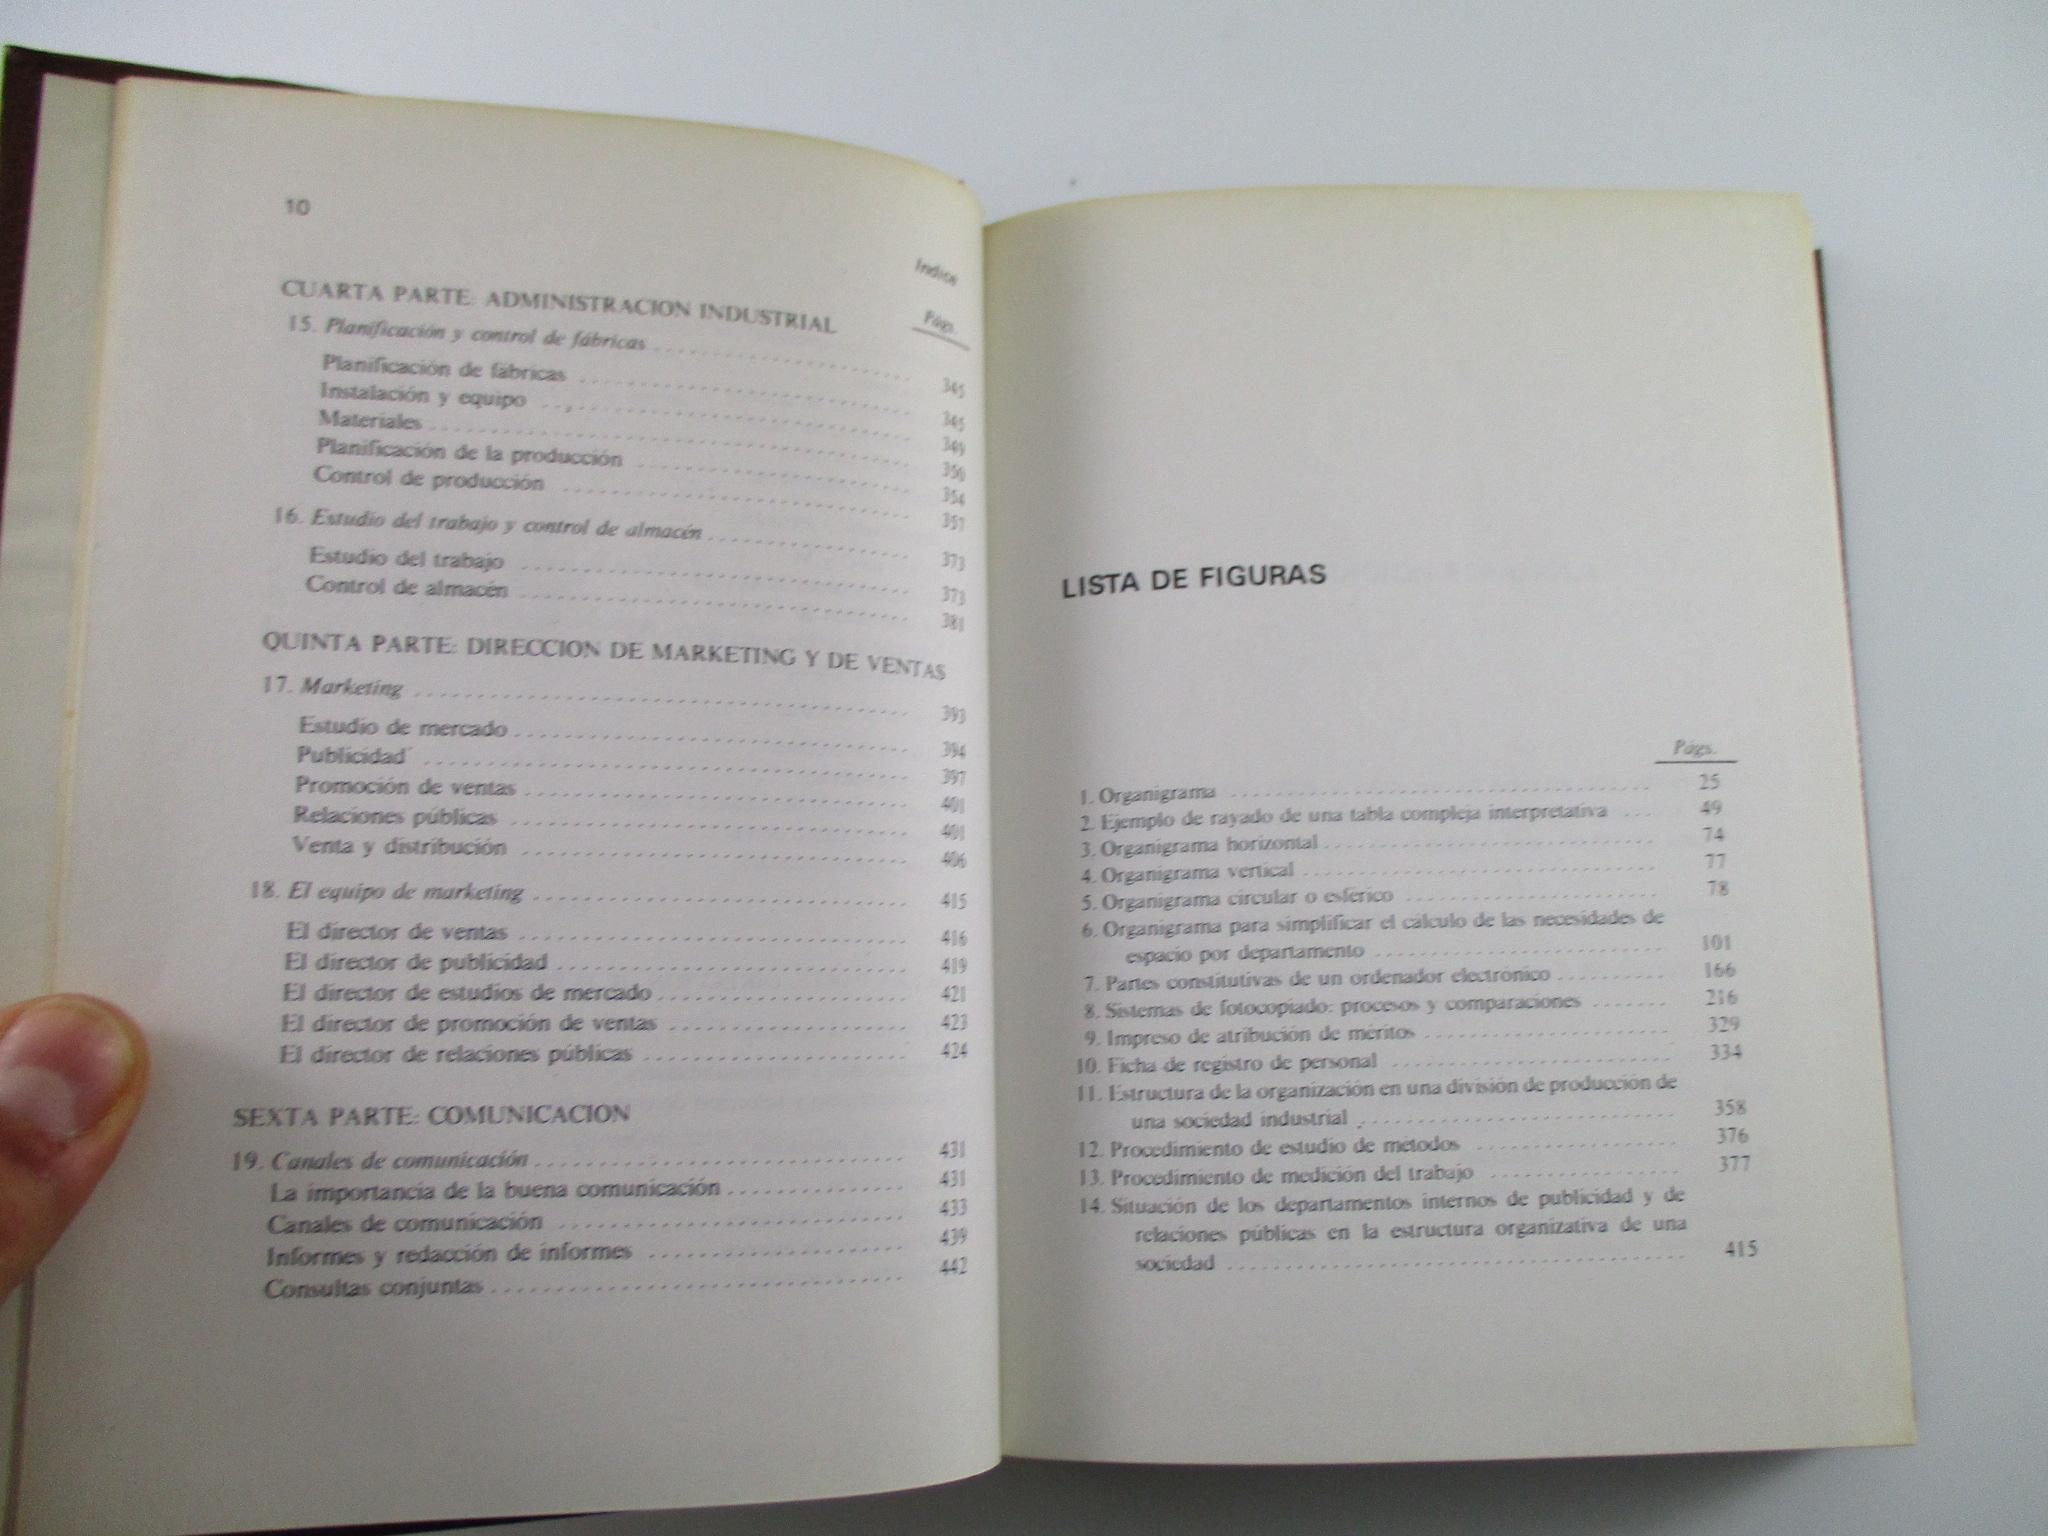 10
Indice
Págs.
CUARTA PARTE: ADMINISTRACION INDUSTRIAL
15. Planificación y control de fábricas ........ 345
Planificación de fábricas ........ 345
Instalación y equipo ........ 349
Materiales ........ 350
Planificación de la producción ........ 354
Control de producción ........ 357
16. Estudio del trabajo y control de almacén ........ 373
Estudio del trabajo ........ 373
Control de almacén ........ 381
QUINTA PARTE: DIRECCION DE MARKETING Y DE VENTAS
17. Marketing ........ 393
Estudio de mercado ........ 394
Publicidad ........ 397
Promoción de ventas ........ 401
Relaciones públicas ........ 401
Venta y distribución ........ 406
18. El equipo de marketing ........ 415
El director de ventas ........ 416
El director de publicidad ........ 419
El director de estudios de mercado ........ 421
El director de promoción de ventas ........ 423
El director de relaciones públicas ........ 424
SEXTA PARTE: COMUNICACION
19. Canales de comunicación ........ 431
La importancia de la buena comunicación ........ 431
Canales de comunicación ........ 433
Informes y redacción de informes ........ 439
Consultas conjuntas ........ 442
LISTA DE FIGURAS
Págs.
1. Organigrama ........ 25
2. Ejemplo de rayado de una tabla compleja interpretativa ... 49
3. Organigrama horizontal ........ 74
4. Organigrama vertical ........ 77
5. Organigrama circular o esférico ........ 78
6. Organigrama para simplificar el cálculo de las necesidades de
espacio por departamento ........ 101
7. Partes constitutivas de un ordenador electrónico ........ 166
8. Sistemas de fotocopiado: procesos y comparaciones ........ 216
9. Impreso de atribución de méritos ........ 329
10. Ficha de registro de personal ........ 334
11. Estructura de la organización en una división de producción de
una sociedad industrial ........ 358
12. Procedimiento de estudio de métodos ........ 376
13. Procedimiento de medición del trabajo ........ 377
14. Situación de los departamentos internos de publicidad y de
relaciones públicas en la estructura organizativa de una
sociedad ........ 415